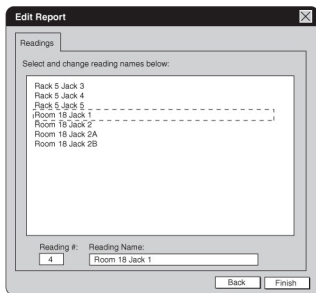 Edit Report
Readings
Select and change reading names below:
Rack 5 Jack 3
Rack 5 Jack 4
Rack 5 Jack 5
Room 18 Jack 1
Room 18 Jack 2
Room 18 Jack 2A
Room 18 Jack 2B
Reading #: Reading Name:
4 Room 18 Jack 1
Back Finish